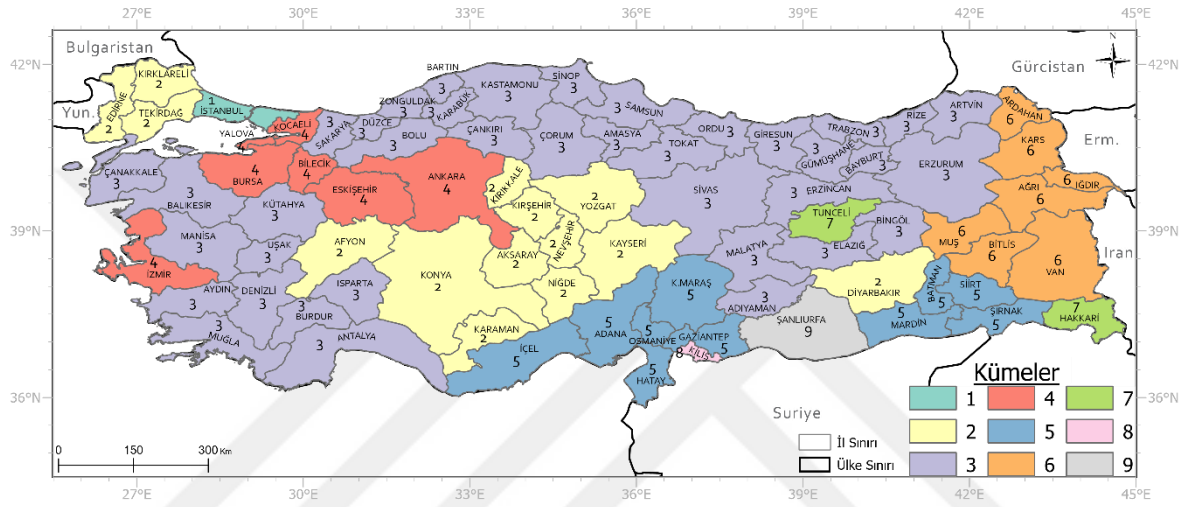 27°E 30°E 33°E 36°E 39°E 42°E 45°E
Bulgaristan
Gürcistan
Yun.
Erm.
Iran
Suriye
N
42°N 42°N
39°N 39°N
36°N 36°N
KIRKLARELİ
2
EDİRNE
2
TEKİRDAĞ
2
1
İSTANBUL
KOCAELİ
4
YALOVA
4
SAKARYA
3
DÜZCE
3
ZONGULDAK
3
BARTIN
3
KARABÜK
3
KASTAMONU
3
SİNOP
3
SAMSUN
3
BOLU
3
ÇANKIRI
3
ÇORUM
3
AMASYA
3
TOKAT
3
ORDU 3
GİRESUN
3
TRABZON
3
GÜMÜŞHANE
3
BAYBURT
3
RİZE
3
ARTVİN
3
ARDAHAN
6
KARS
6
IĞDIR
6
AĞRI
6
ERZURUM
3
ERZİNCAN
3
SİVAS
3
TUNCELİ
7
BİNGÖL
3
ELAZIĞ
3
MALATYA
3
ADIYAMAN
3
MUŞ
6
BİTLİS
6
VAN
6
HAKKARİ
7
ŞIRNAK
5
SİİRT
5
BATMAN
5
MARDİN
5
DİYARBAKIR
2
ŞANLIURFA
9
GAZİANTEP
5
KİLİS
8
K.MARAŞ
5
OSMANİYE
5
HATAY
5
ADANA
5
İÇEL
5
KARAMAN
2
KONYA
2
NİĞDE
2
AKSARAY
2
NEVŞEHİR
2
KAYSERİ
2
YOZGAT
2
KIRŞEHİR
2
KIRIKKALE
2
ANKARA
4
ESKİŞEHİR
4
BİLECİK
4
BURSA
4
ÇANAKKALE
3
BALIKESİR
3
KÜTAHYA
3
MANİSA
3
UŞAK
3
AFYON
2
İZMİR
4
AYDIN
3
DENİZLİ
3
MUĞLA
3
BURDUR
3
ISPARTA
3
ANTALYA
3
Kümeler
1 4 7
2 5 8
3 6 9
İl Sınırı
Ülke Sınırı
0 150 300 Km
27°E 30°E 33°E 36°E 39°E 42°E 45°E